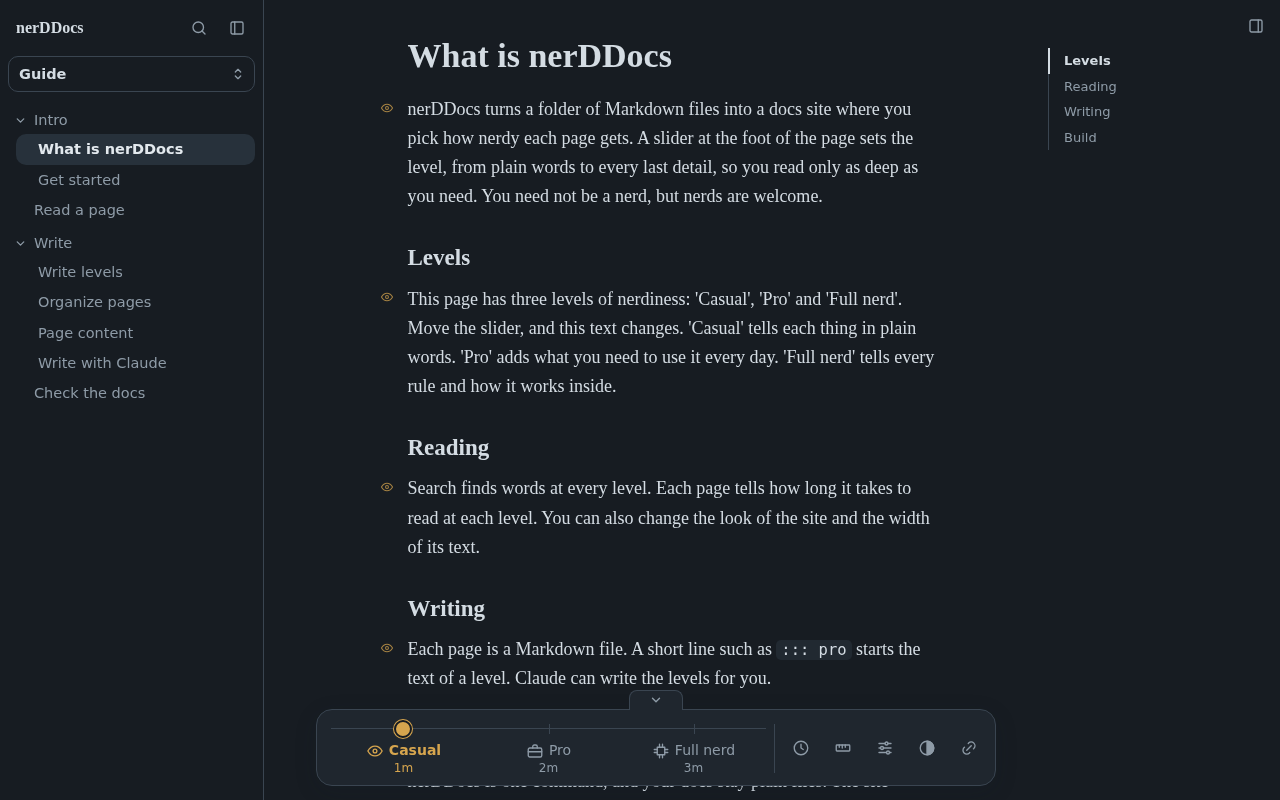 nerDDocs
Guide
Intro
What is nerDDocs
Get started
Read a page
Write
Write levels
Organize pages
Page content
Write with Claude
Check the docs
What is nerDDocs
nerDDocs turns a folder of Markdown files into a docs site where you
pick how nerdy each page gets. A slider at the foot of the page sets the
level, from plain words to every last detail, so you read only as deep as
you need. You need not be a nerd, but nerds are welcome.
Levels
This page has three levels of nerdiness: 'Casual', 'Pro' and 'Full nerd'.
Move the slider, and this text changes. 'Casual' tells each thing in plain
words. 'Pro' adds what you need to use it every day. 'Full nerd' tells every
rule and how it works inside.
Reading
Search finds words at every level. Each page tells how long it takes to
read at each level. You can also change the look of the site and the width
of its text.
Writing
Each page is a Markdown file. A short line such as ::: pro starts the
text of a level. Claude can write the levels for you.
Casual
1m
Pro
2m
Full nerd
3m
Levels
Reading
Writing
Build